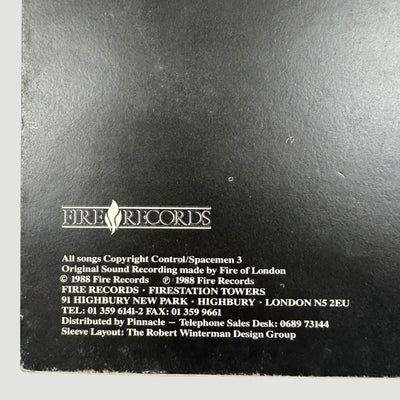 FIRE RECORDS
All songs Copyright Control/Spacemen 3
Original Sound Recording made by Fire of London
© 1988 Fire Records ℗ 1988 Fire Records
FIRE RECORDS · FIRESTATION TOWERS
91 HIGHBURY NEW PARK · HIGHBURY · LONDON N5 2EU
TEL: 01 359 6141-2 FAX: 01 359 9661
Distributed by Pinnacle – Telephone Sales Desk: 0689 73144
Sleeve Layout: The Robert Winterman Design Group